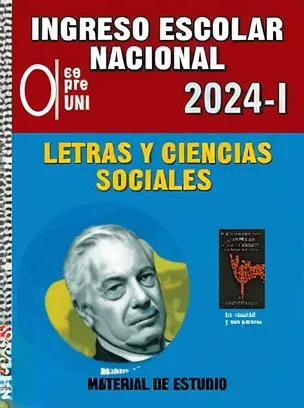 INGRESO ESCOLAR
NACIONAL
ce
pre
UNI
2024-I
LETRAS Y CIENCIAS
SOCIALES
MATERIAL DE ESTUDIO